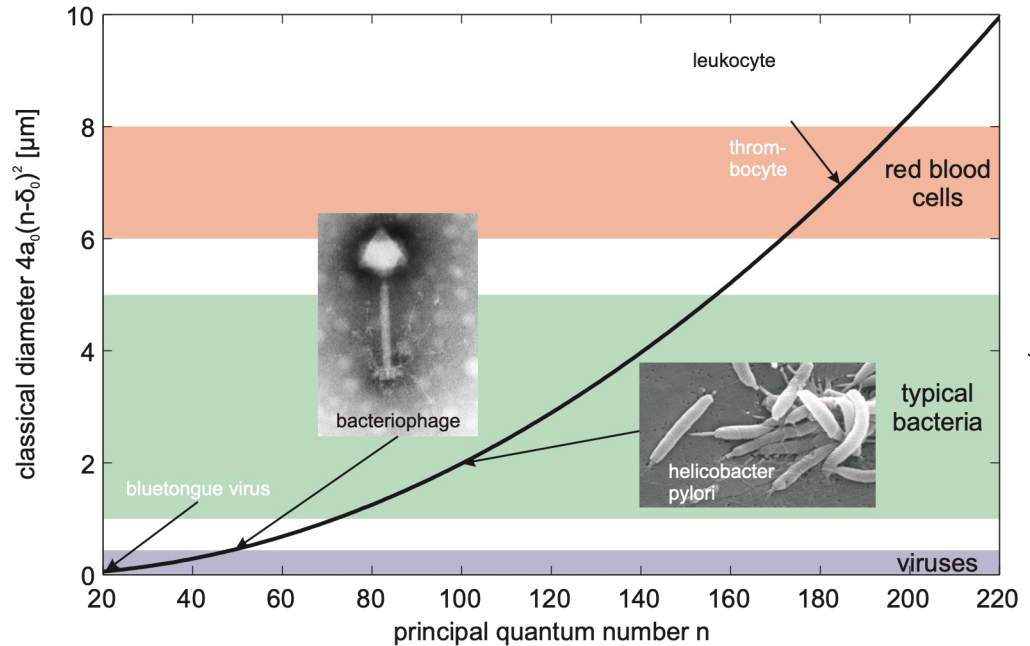 10
8
6
4
2
0
classical diameter 4a₀(n-δ₀)² [µm]
leukocyte
throm-
bocyte
red blood
cells
bacteriophage
typical
bacteria
helicobacter
pylori
bluetongue virus
viruses
20 40 60 80 100 120 140 160 180 200 220
principal quantum number n